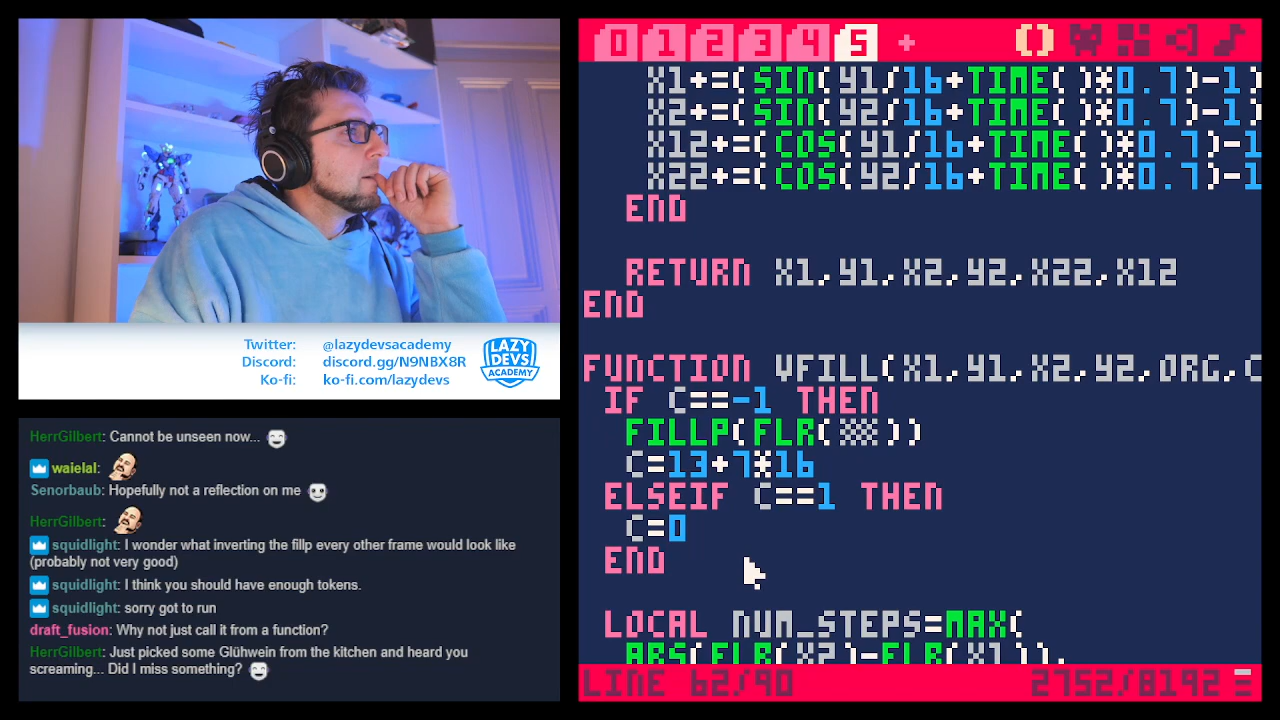 Twitter: @lazydevsacademy
Discord: discord.gg/N9NBX8R
Ko-fi: ko-fi.com/lazydevs
LAZY
DEVS
ACADEMY
HerrGilbert: Cannot be unseen now...
waielal:
Senorbaub: Hopefully not a reflection on me
HerrGilbert:
squidlight: I wonder what inverting the fillp every other frame would look like
(probably not very good)
squidlight: I think you should have enough tokens.
squidlight: sorry got to run
draft_fusion: Why not just call it from a function?
HerrGilbert: Just picked some Glühwein from the kitchen and heard you
screaming... Did I miss something?
0 1 2 3 4 5 + ()
X1+=(SIN(Y1/16+TIME()*0.7)-1)
X2+=(SIN(Y2/16+TIME()*0.7)-1)
X12+=(COS(Y1/16+TIME()*0.7)-1
X22+=(COS(Y2/16+TIME()*0.7)-1
END
RETURN X1,Y1,X2,Y2,X22,X12
END
FUNCTION VFILL(X1,Y1,X2,Y2,ORG,C
IF C==-1 THEN
FILLP(FLR(▒))
C=13+7*16
ELSEIF C==1 THEN
C=0
END
LOCAL NUM_STEPS=MAX(
ABS(FLR(X2)-FLR(X1)),
LINE 62/90 2752/8192